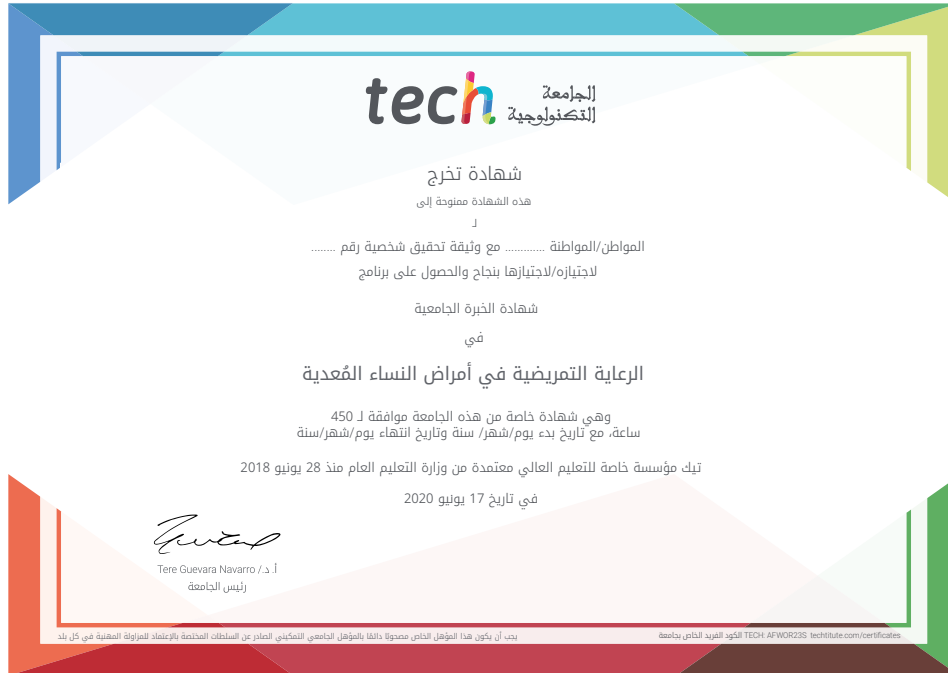 tech الجامعة
التكنولوجية
شهادة تخرج
هذه الشهادة ممنوحة إلى
لـ
المواطن/المواطنة ............. مع وثيقة تحقيق شخصية رقم ........
لاجتيازه/لاجتيازها بنجاح والحصول على برنامج
شهادة الخبرة الجامعية
في
الرعاية التمريضية في أمراض النساء المُعدية
وهي شهادة خاصة من هذه الجامعة موافقة لـ 450
ساعة، مع تاريخ بدء يوم/شهر/ سنة وتاريخ انتهاء يوم/شهر/سنة
تيك مؤسسة خاصة للتعليم العالي معتمدة من وزارة التعليم العام منذ 28 يونيو 2018
في تاريخ 17 يونيو 2020
أ. د./ Tere Guevara Navarro
رئيس الجامعة
يجب أن يكون هذا المؤهل الخاص مصحوبًا دائمًا بالمؤهل الجامعي التمكيني الصادر عن السلطات المختصة بالإعتماد للمزاولة المهنية في كل بلد
الكود الفريد الخاص بجامعة TECH: AFWOR23S techtitute.com/certificates